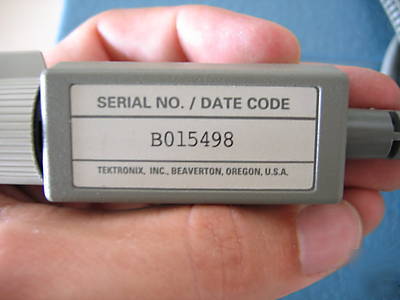 SERIAL NO. / DATE CODE
B015498
TEKTRONIX, INC., BEAVERTON, OREGON, U.S.A.